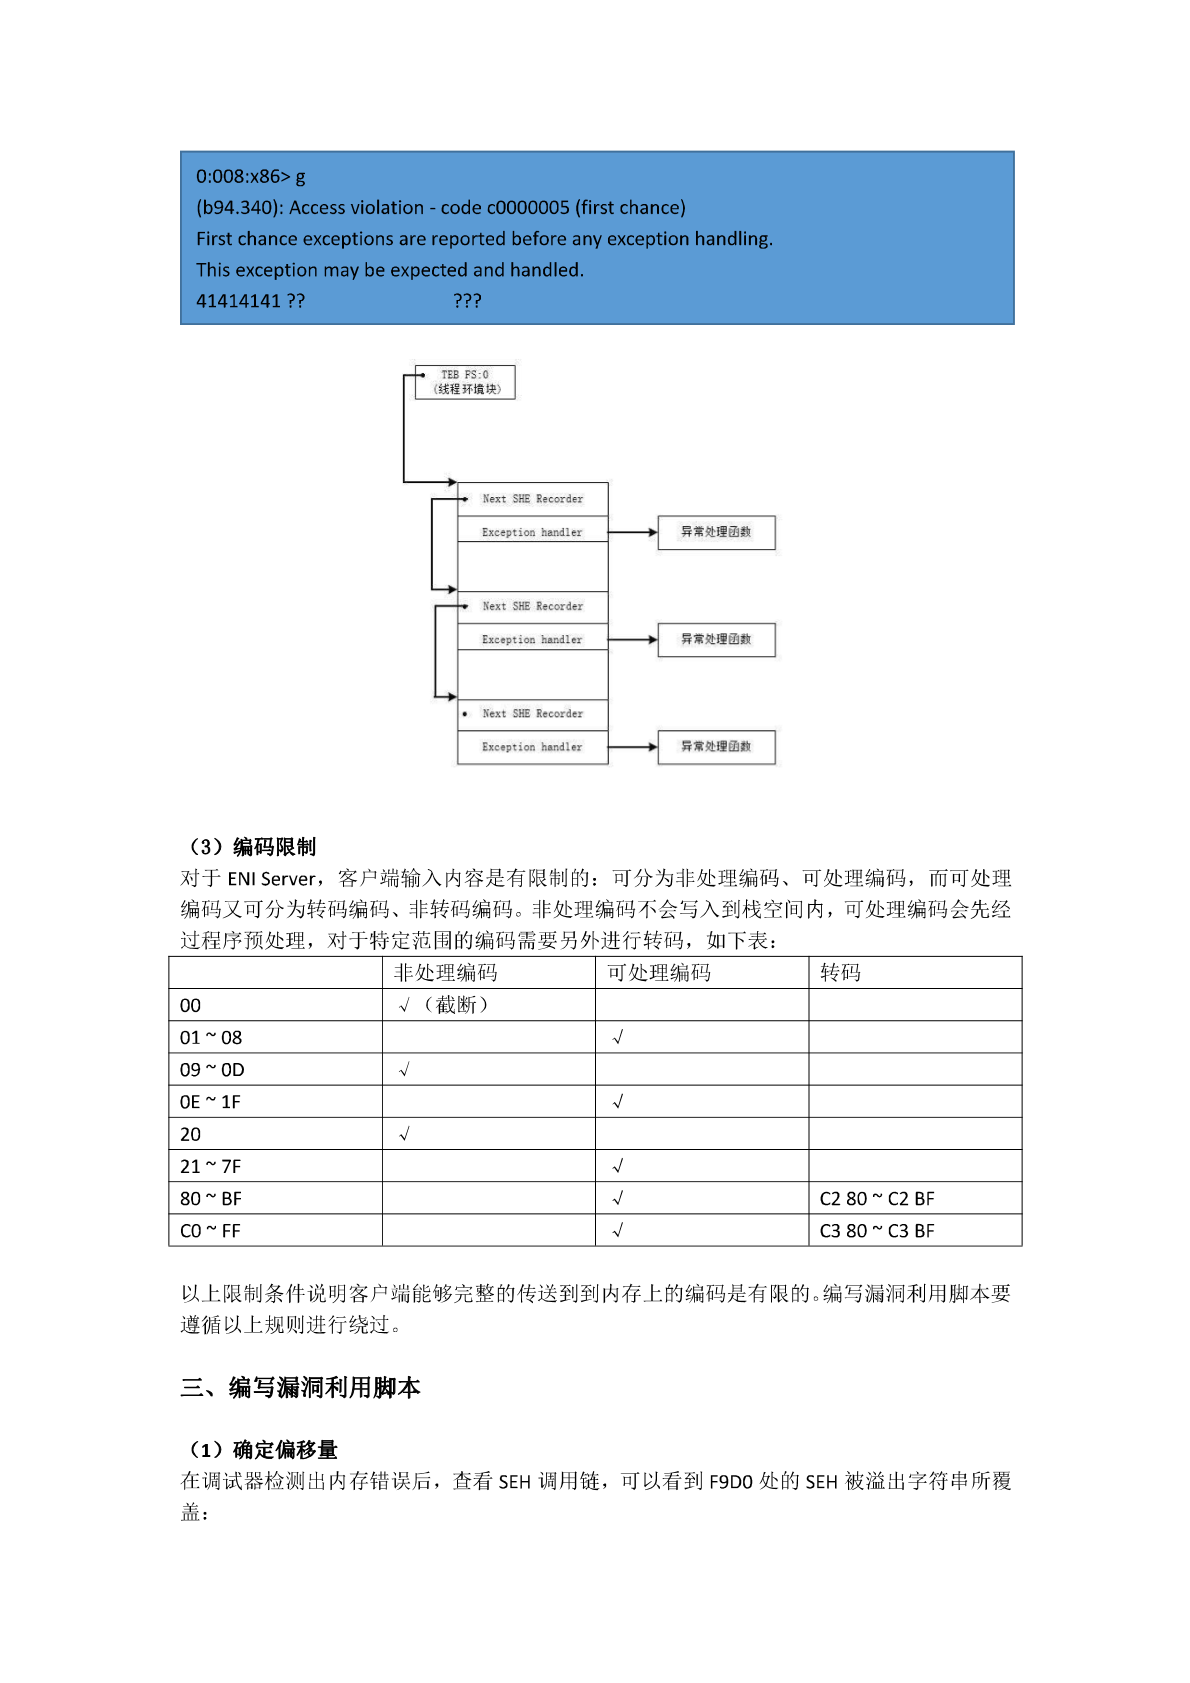 0:008:x86> g
(b94.340): Access violation - code c0000005 (first chance)
First chance exceptions are reported before any exception handling.
This exception may be expected and handled.
41414141 ?? ???
TEB FS:0
(线程环境块)
Next SHE Recorder
Exception handler
异常处理函数
Next SHE Recorder
Exception handler
异常处理函数
Next SHE Recorder
Exception handler
异常处理函数
（3）编码限制
对于 ENI Server，客户端输入内容是有限制的：可分为非处理编码、可处理编码，而可处理
编码又可分为转码编码、非转码编码。非处理编码不会写入到栈空间内，可处理编码会先经
过程序预处理，对于特定范围的编码需要另外进行转码，如下表：
非处理编码 可处理编码 转码
00 √（截断）
01 ~ 08 √
09 ~ 0D √
0E ~ 1F √
20 √
21 ~ 7F √
80 ~ BF √ C2 80 ~ C2 BF
C0 ~ FF √ C3 80 ~ C3 BF
以上限制条件说明客户端能够完整的传送到到内存上的编码是有限的。编写漏洞利用脚本要
遵循以上规则进行绕过。
三、编写漏洞利用脚本
（1）确定偏移量
在调试器检测出内存错误后，查看 SEH 调用链，可以看到 F9D0 处的 SEH 被溢出字符串所覆
盖：